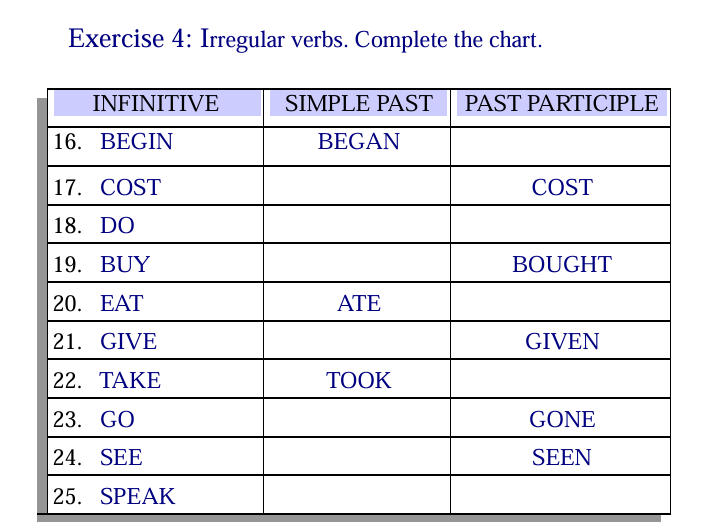 Exercise 4: Irregular verbs. Complete the chart.
INFINITIVE SIMPLE PAST PAST PARTICIPLE
16. BEGIN BEGAN
17. COST COST
18. DO
19. BUY BOUGHT
20. EAT ATE
21. GIVE GIVEN
22. TAKE TOOK
23. GO GONE
24. SEE SEEN
25. SPEAK